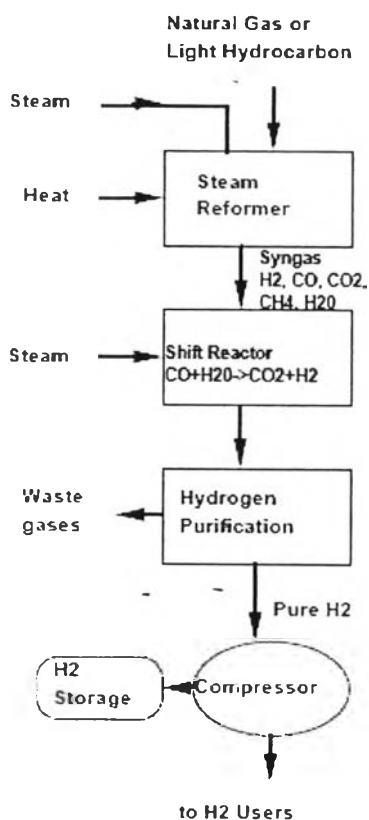 Natural Gas or
Light Hydrocarbon
Steam
Steam
Reformer
Heat
Syngas
H2, CO, CO2,
CH4, H20
Steam
Shift Reactor
CO+H20->CO2+H2
Waste
gases
Hydrogen
Purification
Pure H2
H2
Storage
Compressor
to H2 Users